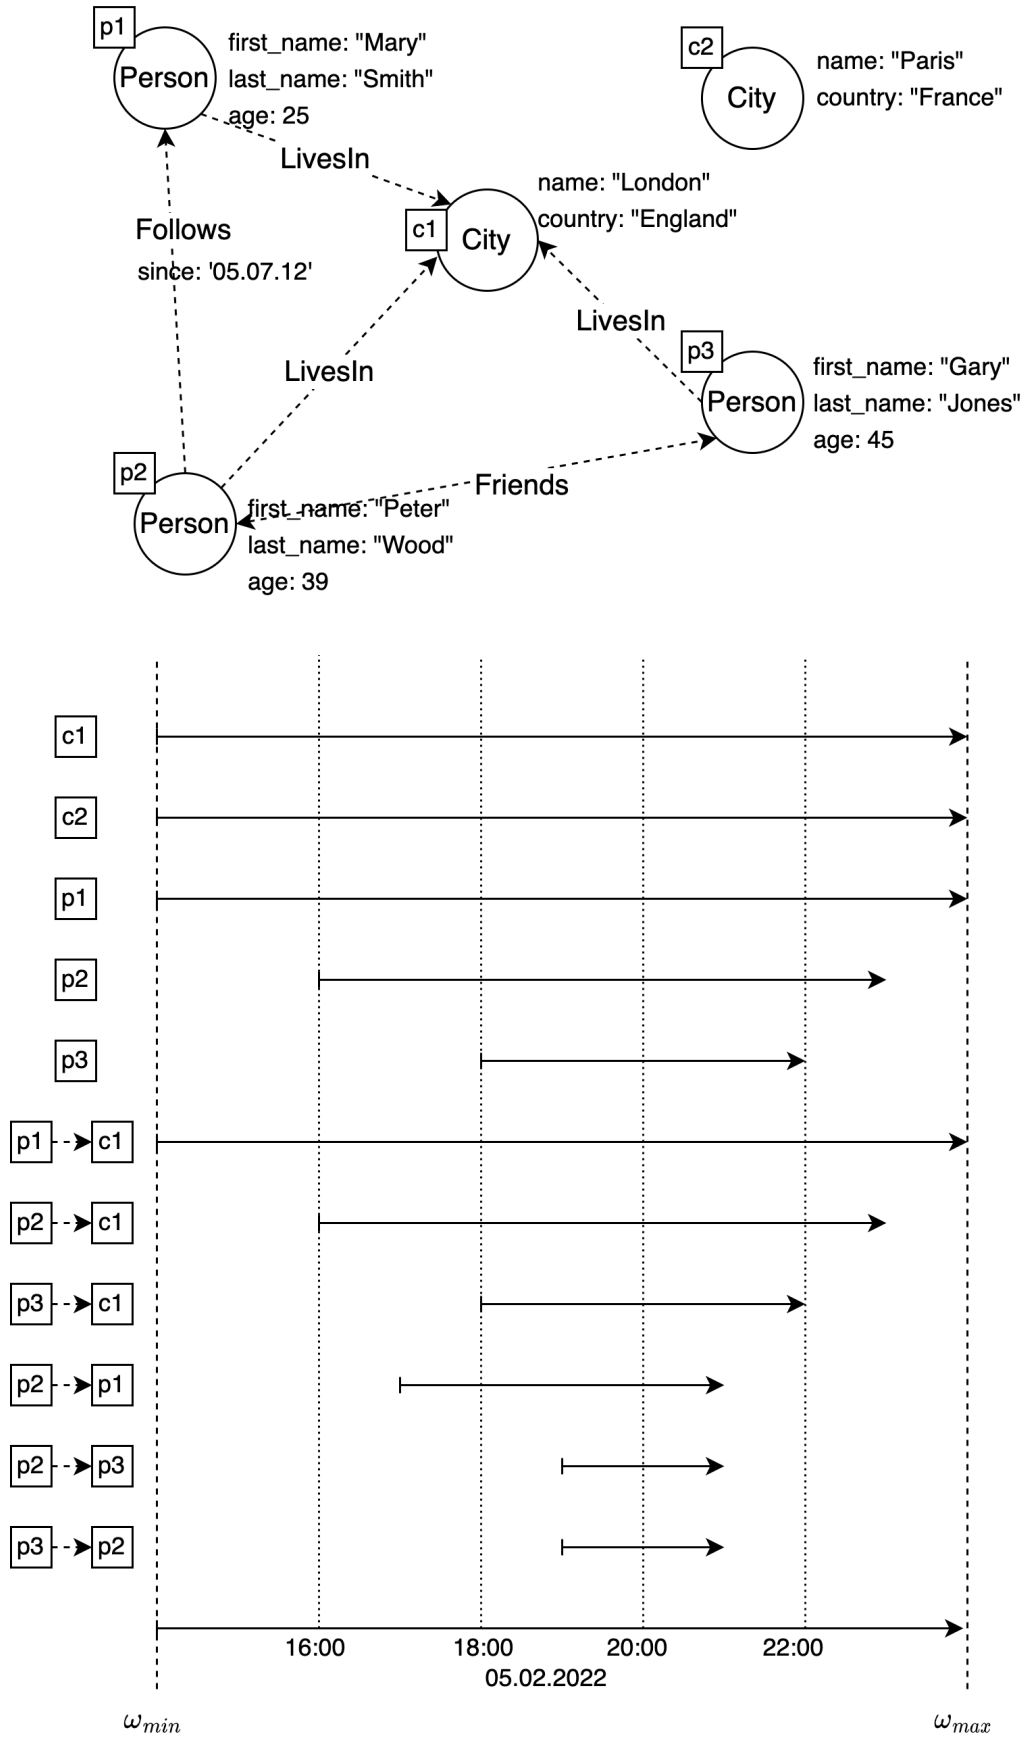 p1
Person
first_name: "Mary"
last_name: "Smith"
age: 25
c2
City
name: "Paris"
country: "France"
LivesIn
name: "London"
country: "England"
c1
City
Follows
since: '05.07.12'
LivesIn
LivesIn
p3
Person
first_name: "Gary"
last_name: "Jones"
age: 45
p2
Person
first_name: "Peter"
last_name: "Wood"
age: 39
Friends
c1
c2
p1
p2
p3
p1 c1
p2 c1
p3 c1
p2 p1
p2 p3
p3 p2
16:00 18:00 20:00 22:00
05.02.2022
ωmin ωmax